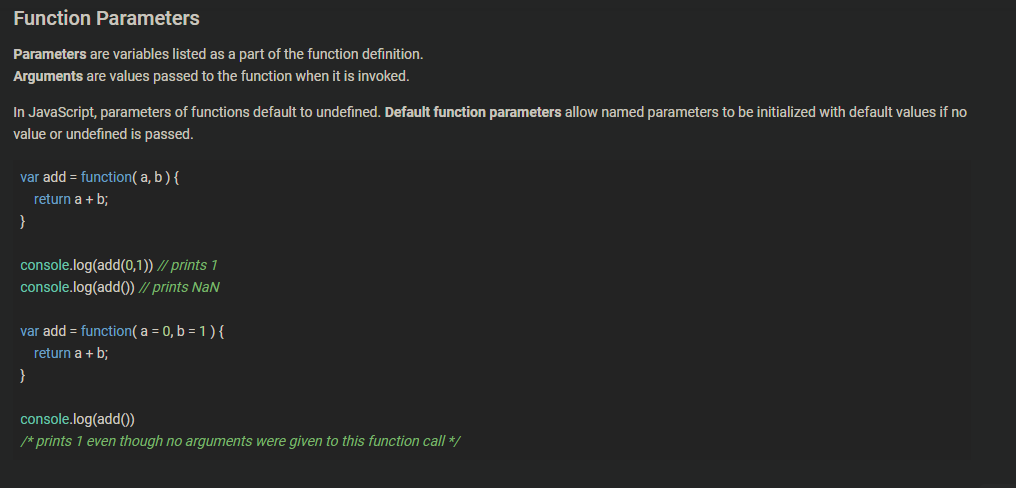 Function Parameters
Parameters are variables listed as a part of the function definition.
Arguments are values passed to the function when it is invoked.
In JavaScript, parameters of functions default to undefined. Default function parameters allow named parameters to be initialized with default values if no
value or undefined is passed.
var add = function( a, b ) {
return a + b;
}
console.log(add(0,1)) // prints 1
console.log(add()) // prints NaN
var add = function( a = 0, b = 1 ) {
return a + b;
}
console.log(add())
/* prints 1 even though no arguments were given to this function call */